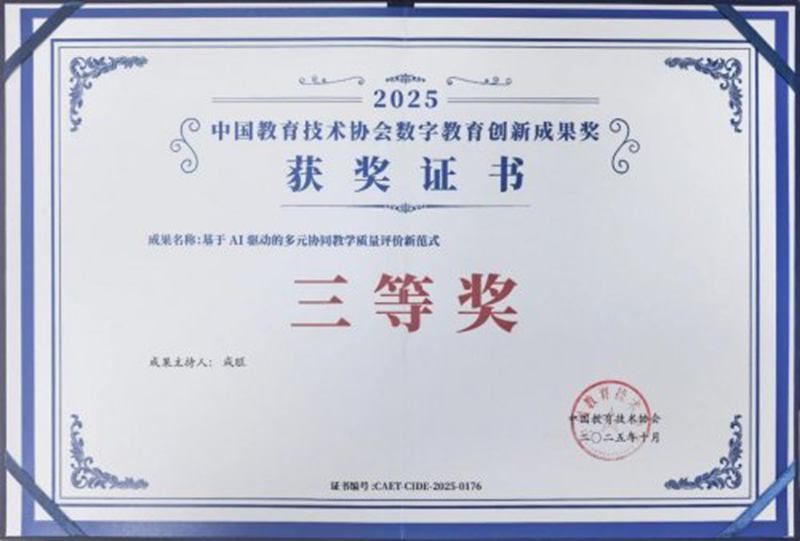 2025
中国教育技术协会数字教育创新成果奖
获奖证书
成果名称:基于 AI 驱动的多元协同教学质量评价新范式
三等奖
成果主持人: 成旺
中国教育技术协会
二〇二五年十月
证书编号:CAET-CIDE-2025-0176